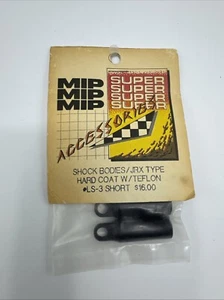 MIP SUPER
MIP SUPER
MIP SUPER
SUPER
ACCESSORIES
SHOCK BODIES/JRX TYPE
HARD COAT W/TEFLON
#LS-3 SHORT $16.00